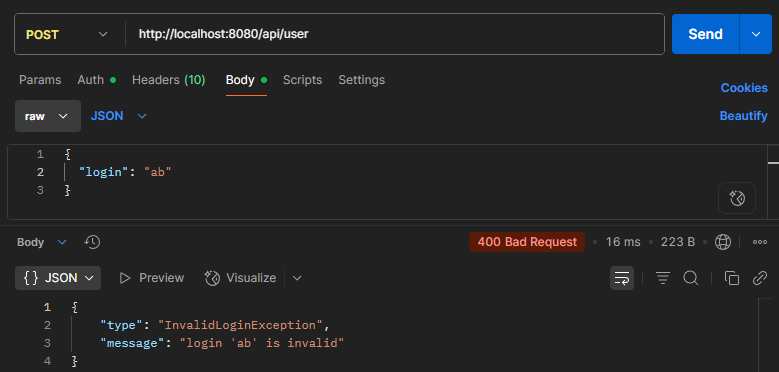 POST http://localhost:8080/api/user Send
Params Auth Headers (10) Body Scripts Settings Cookies
raw JSON Beautify
1 {
2 "login": "ab"
3 }
Body 400 Bad Request 16 ms 223 B
{} JSON Preview Visualize
1 {
2 "type": "InvalidLoginException",
3 "message": "login 'ab' is invalid"
4 }